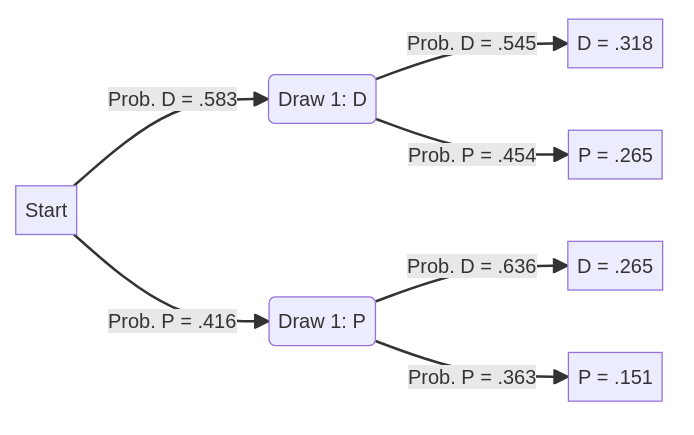 Prob. D = .545
D = .318
Prob. D = .583
Draw 1: D
Prob. P = .454
P = .265
Start
Prob. D = .636
D = .265
Prob. P = .416
Draw 1: P
Prob. P = .363
P = .151